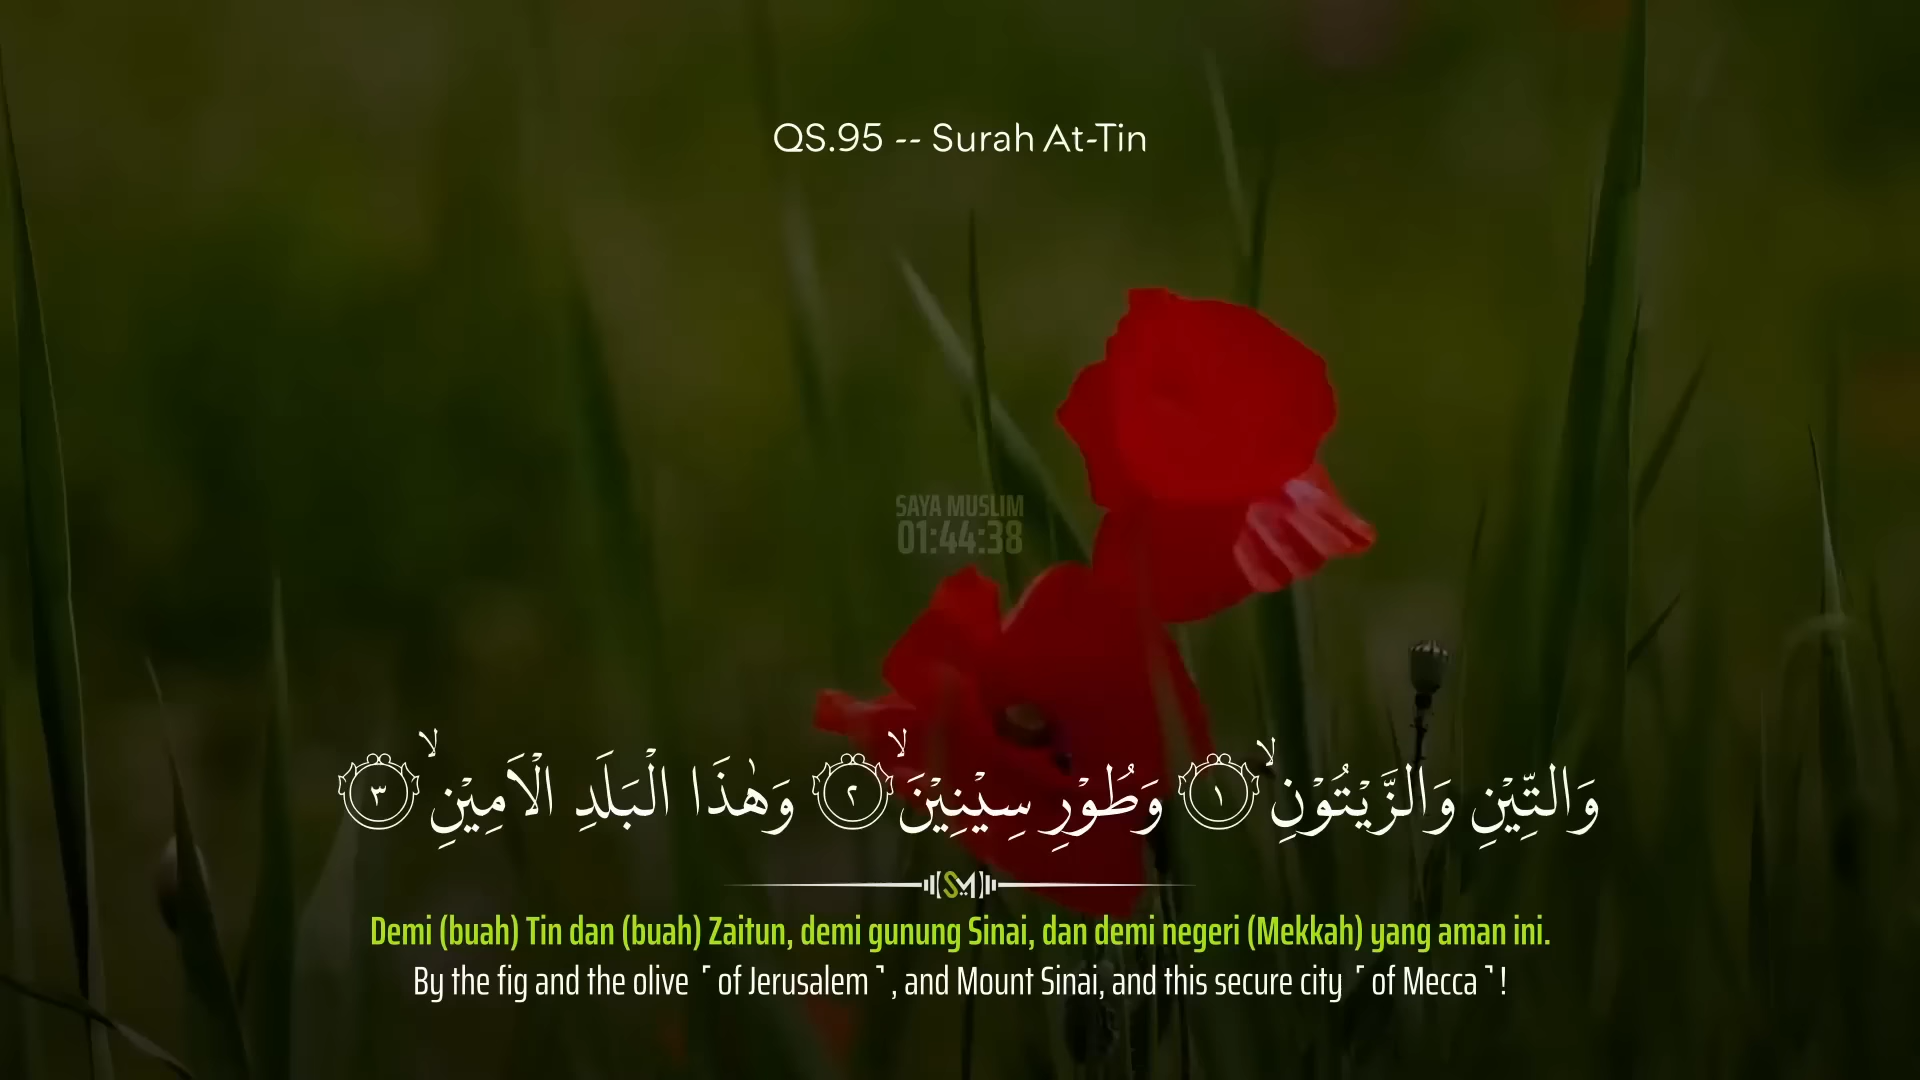 QS.95 -- Surah At-Tin
SAYA MUSLIM
01:44:38
وَالتِّيْنِ وَالزَّيْتُوْنِۙ ١ وَطُوْرِ سِيْنِيْنَۙ ٢ وَهٰذَا الْبَلَدِ الْاَمِيْنِۙ ٣
SM
Demi (buah) Tin dan (buah) Zaitun, demi gunung Sinai, dan demi negeri (Mekkah) yang aman ini.
By the fig and the olive ˹of Jerusalem˺, and Mount Sinai, and this secure city ˹of Mecca˺!